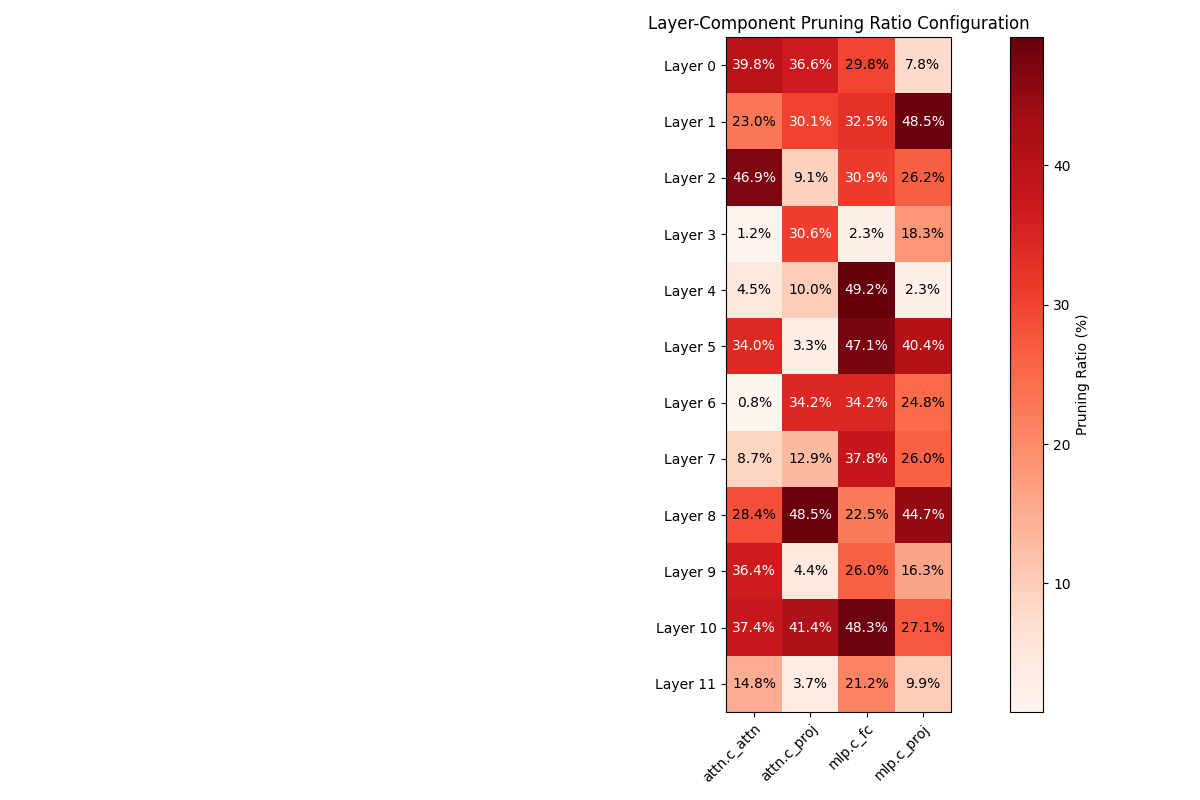 Layer-Component Pruning Ratio Configuration
Layer 0 39.8% 36.6% 29.8% 7.8%
Layer 1 23.0% 30.1% 32.5% 48.5%
Layer 2 46.9% 9.1% 30.9% 26.2%
Layer 3 1.2% 30.6% 2.3% 18.3%
Layer 4 4.5% 10.0% 49.2% 2.3%
Layer 5 34.0% 3.3% 47.1% 40.4%
Layer 6 0.8% 34.2% 34.2% 24.8%
Layer 7 8.7% 12.9% 37.8% 26.0%
Layer 8 28.4% 48.5% 22.5% 44.7%
Layer 9 36.4% 4.4% 26.0% 16.3%
Layer 10 37.4% 41.4% 48.3% 27.1%
Layer 11 14.8% 3.7% 21.2% 9.9%
attn.c_attn attn.c_proj mlp.c_fc mlp.c_proj
40
30
20
10
Pruning Ratio (%)